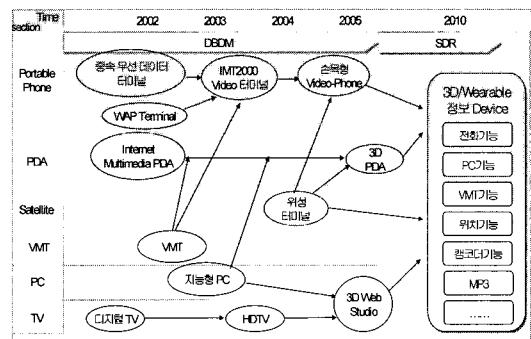 Time
section
2002 2003 2004 2005 2010
DBDM SDR
Portable
Phone
중속 무선 데이터
터미널
IMT2000
Video 터미널
손목형
Video-Phone
WAP Terminal
PDA
Internet
Multimedia PDA
3D
PDA
Satellite
위성
터미널
VMT
VMT
PC
지능형 PC
3D Web
Studio
TV
디지털 TV
HDTV
3D/Wearable
정보 Device
전화기능
PC기능
VMT기능
위치기능
캠코더기능
MP3
......